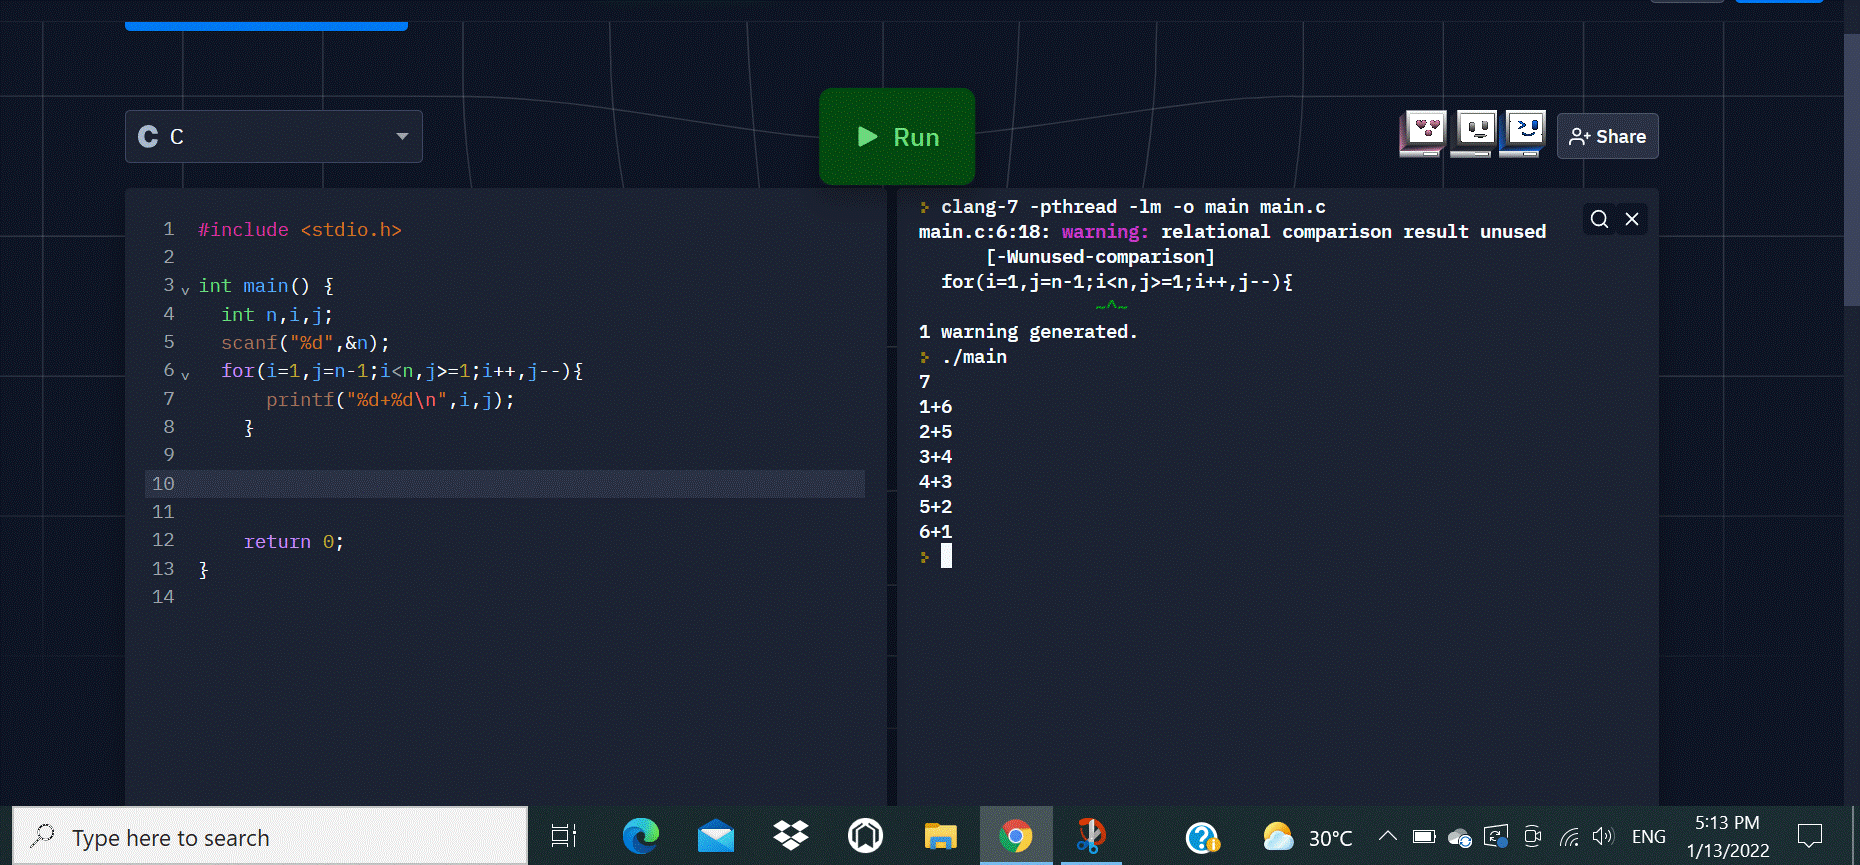 C
Run
Share
1 #include <stdio.h>
2
3 int main() {
4 int n,i,j;
5 scanf("%d",&n);
6 for(i=1,j=n-1;i<n,j>=1;i++,j--){
7 printf("%d+%d\n",i,j);
8 }
9
10
11
12 return 0;
13 }
14
clang-7 -pthread -lm -o main main.c
main.c:6:18: warning: relational comparison result unused
[-Wunused-comparison]
for(i=1,j=n-1;i<n,j>=1;i++,j--){
~^~
1 warning generated.
./main
7
1+6
2+5
3+4
4+3
5+2
6+1
Type here to search
30°C
ENG
5:13 PM
1/13/2022